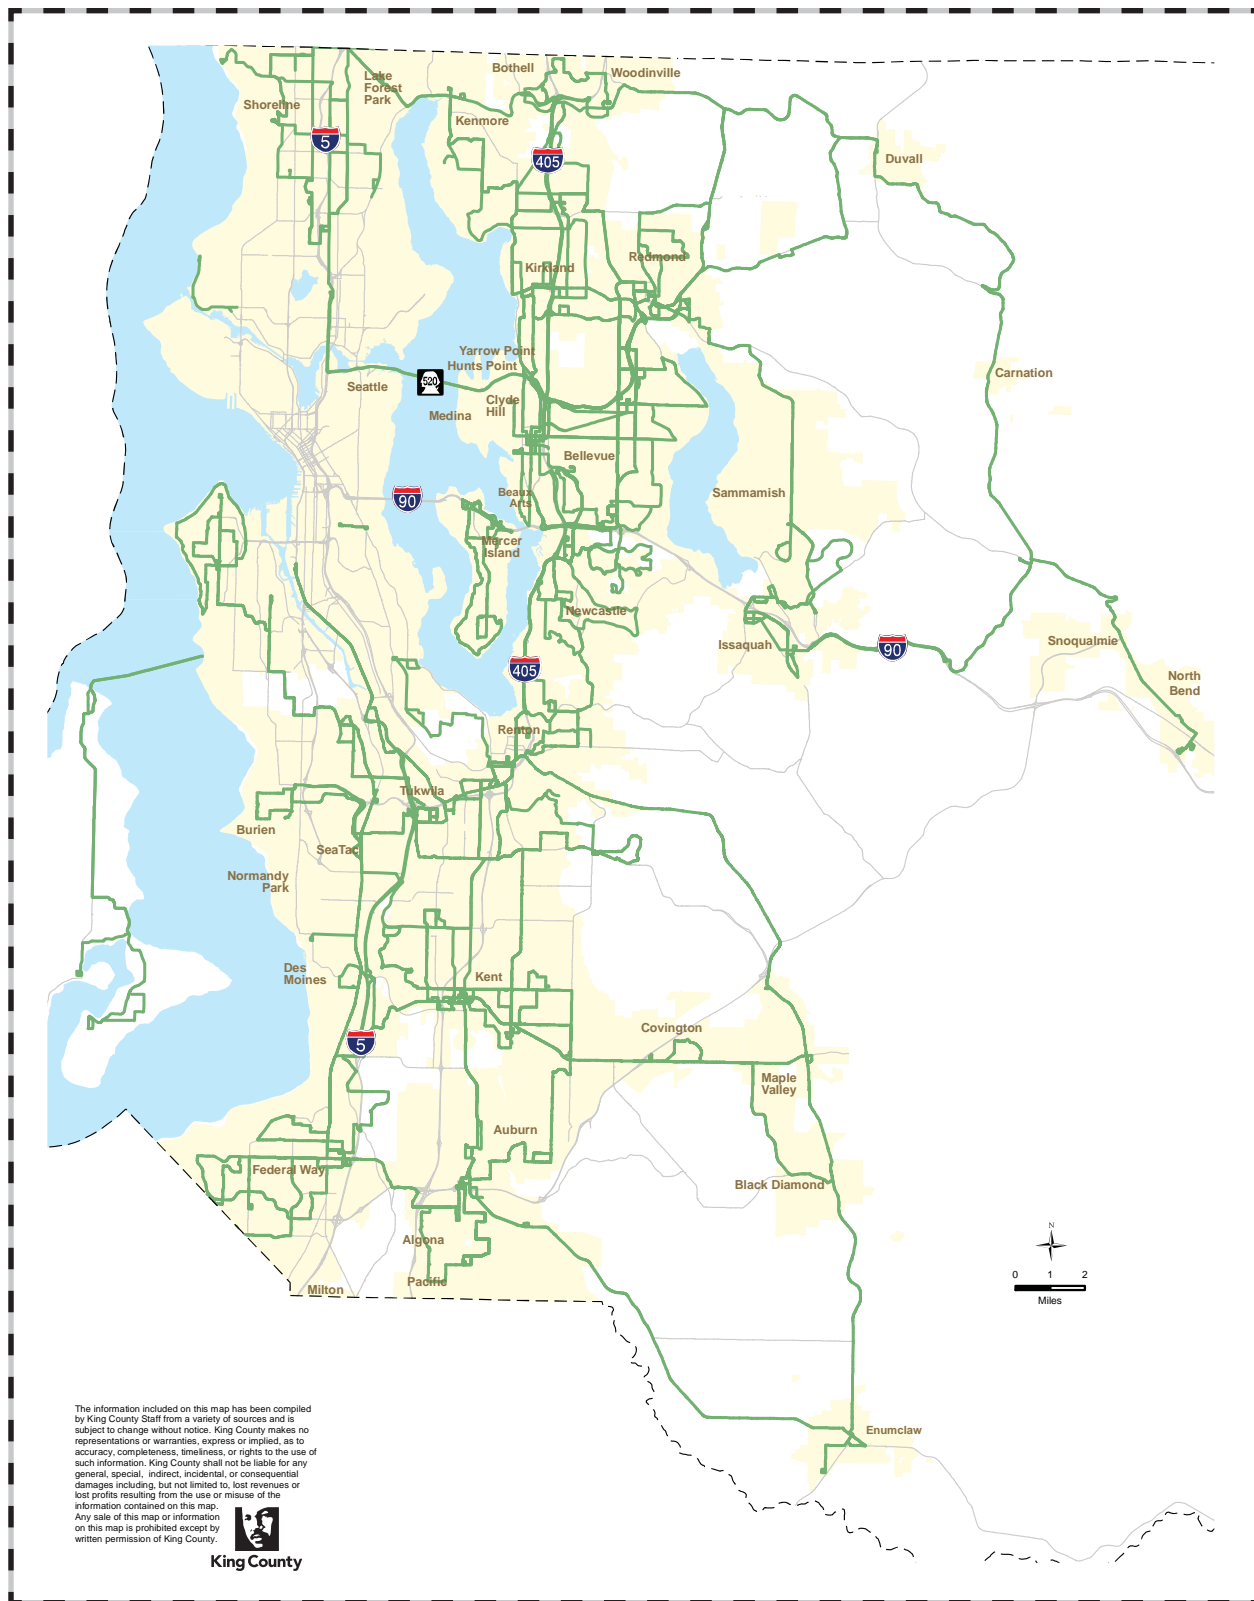 Bothell
Woodinville
Lake
Forest
Park
Shoreline
Kenmore
5
405
Duvall
Kirkland
Redmond
Yarrow Point
Hunts Point
Carnation
520
Seattle
Clyde
Hill
Medina
Bellevue
Beaux
Arts
90
Sammamish
Mercer
Island
Newcastle
Issaquah
90
Snoqualmie
405
North
Bend
Renton
Tukwila
Burien
SeaTac
Normandy
Park
Des
Moines
Kent
Covington
5
Maple
Valley
Auburn
Federal Way
Black Diamond
Algona
Pacific
Milton
N
0 1 2
Miles
Enumclaw
The information included on this map has been compiled
by King County Staff from a variety of sources and is
subject to change without notice. King County makes no
representations or warranties, express or implied, as to
accuracy, completeness, timeliness, or rights to the use of
such information. King County shall not be liable for any
general, special, indirect, incidental, or consequential
damages including, but not limited to, lost revenues or
lost profits resulting from the use or misuse of the
information contained on this map.
Any sale of this map or information
on this map is prohibited except by
written permission of King County.
King County